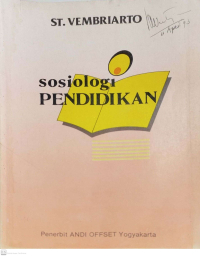 ST. VEMBRIARTO
sosiologi
PENDIDIKAN
Penerbit ANDI OFFSET Yogyakarta